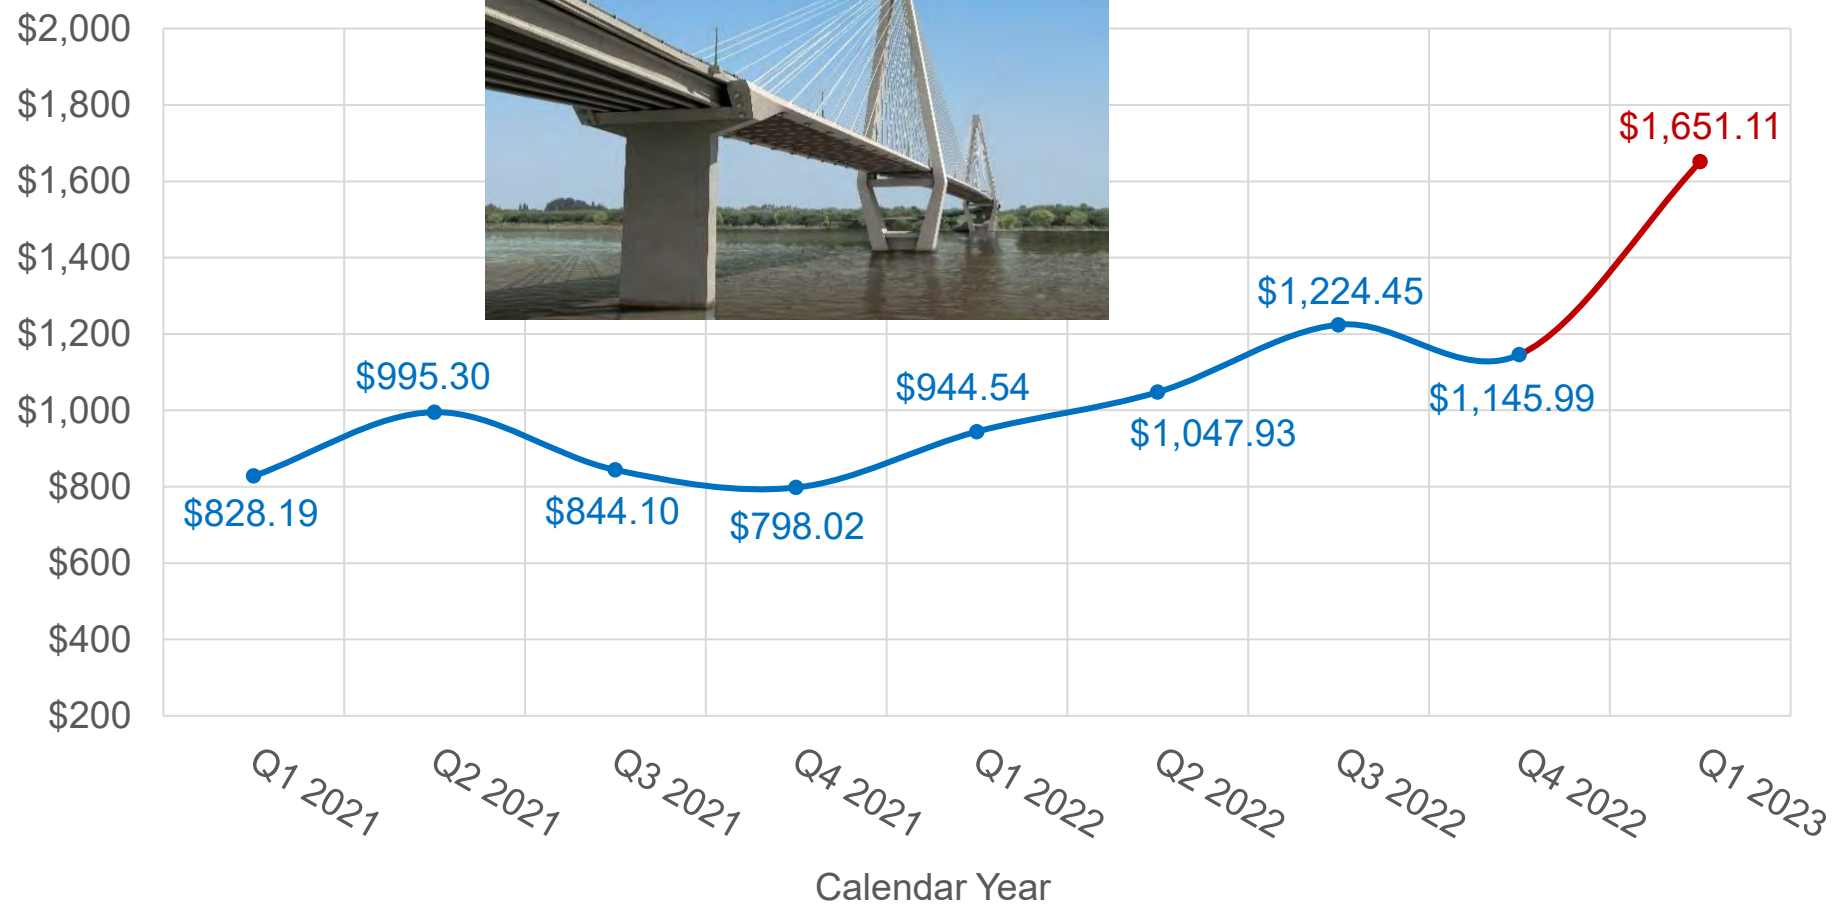 $2,000
$1,800
$1,600
$1,400
$1,200
$1,000
$800
$600
$400
$200
$828.19
$995.30
$844.10
$798.02
$944.54
$1,047.93
$1,224.45
$1,145.99
$1,651.11
Q1 2021
Q2 2021
Q3 2021
Q4 2021
Q1 2022
Q2 2022
Q3 2022
Q4 2022
Q1 2023
Calendar Year